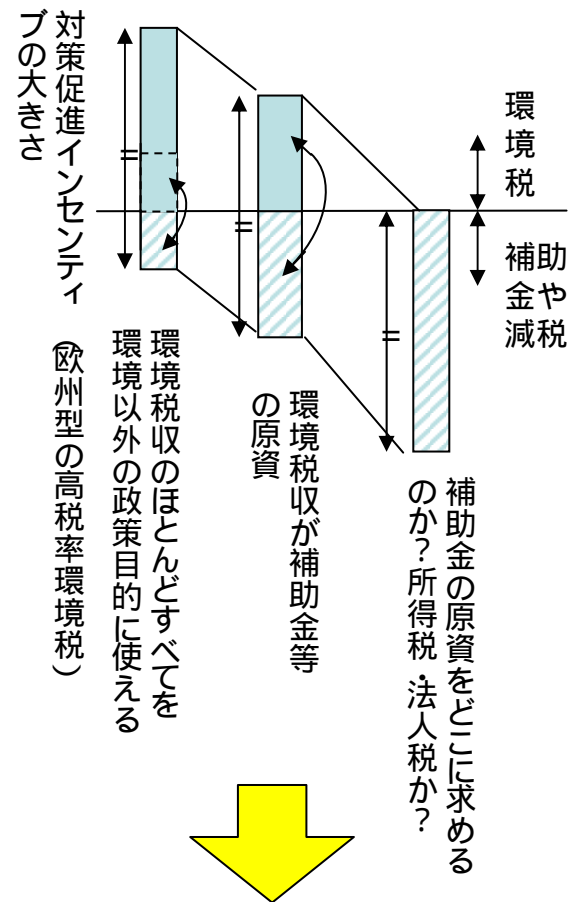 対策促進インセンティ
ブの大きさ
環境税
補助
金や
減税
環境税収のほとんどすべてを
環境以外の政策目的に使える
(欧州型の高税率環境税)
環境税収が補助金等
の原資
補助金の原資をどこに求める
のか?所得税・法人税か?
=
=
=